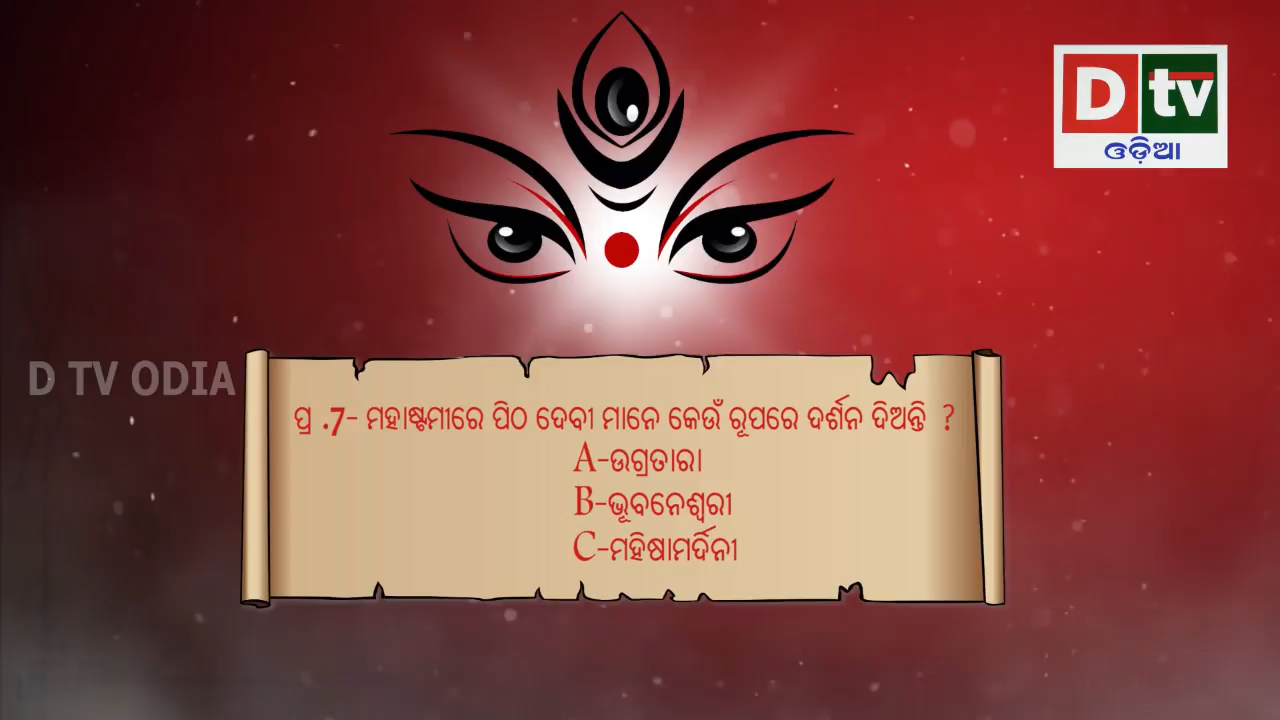 D tv
ଓଡ଼ିଆ
D TV ODIA
ପ୍ର .7- ମହାଷ୍ଟମୀରେ ପିଠ ଦେବୀ ମାନେ କେଉଁ ରୂପରେ ଦର୍ଶନ ଦିଅନ୍ତି ?
A-ଉଗ୍ରତାରା
B-ଭୂବନେଶ୍ୱରୀ
C-ମହିଷାମର୍ଦିନୀ